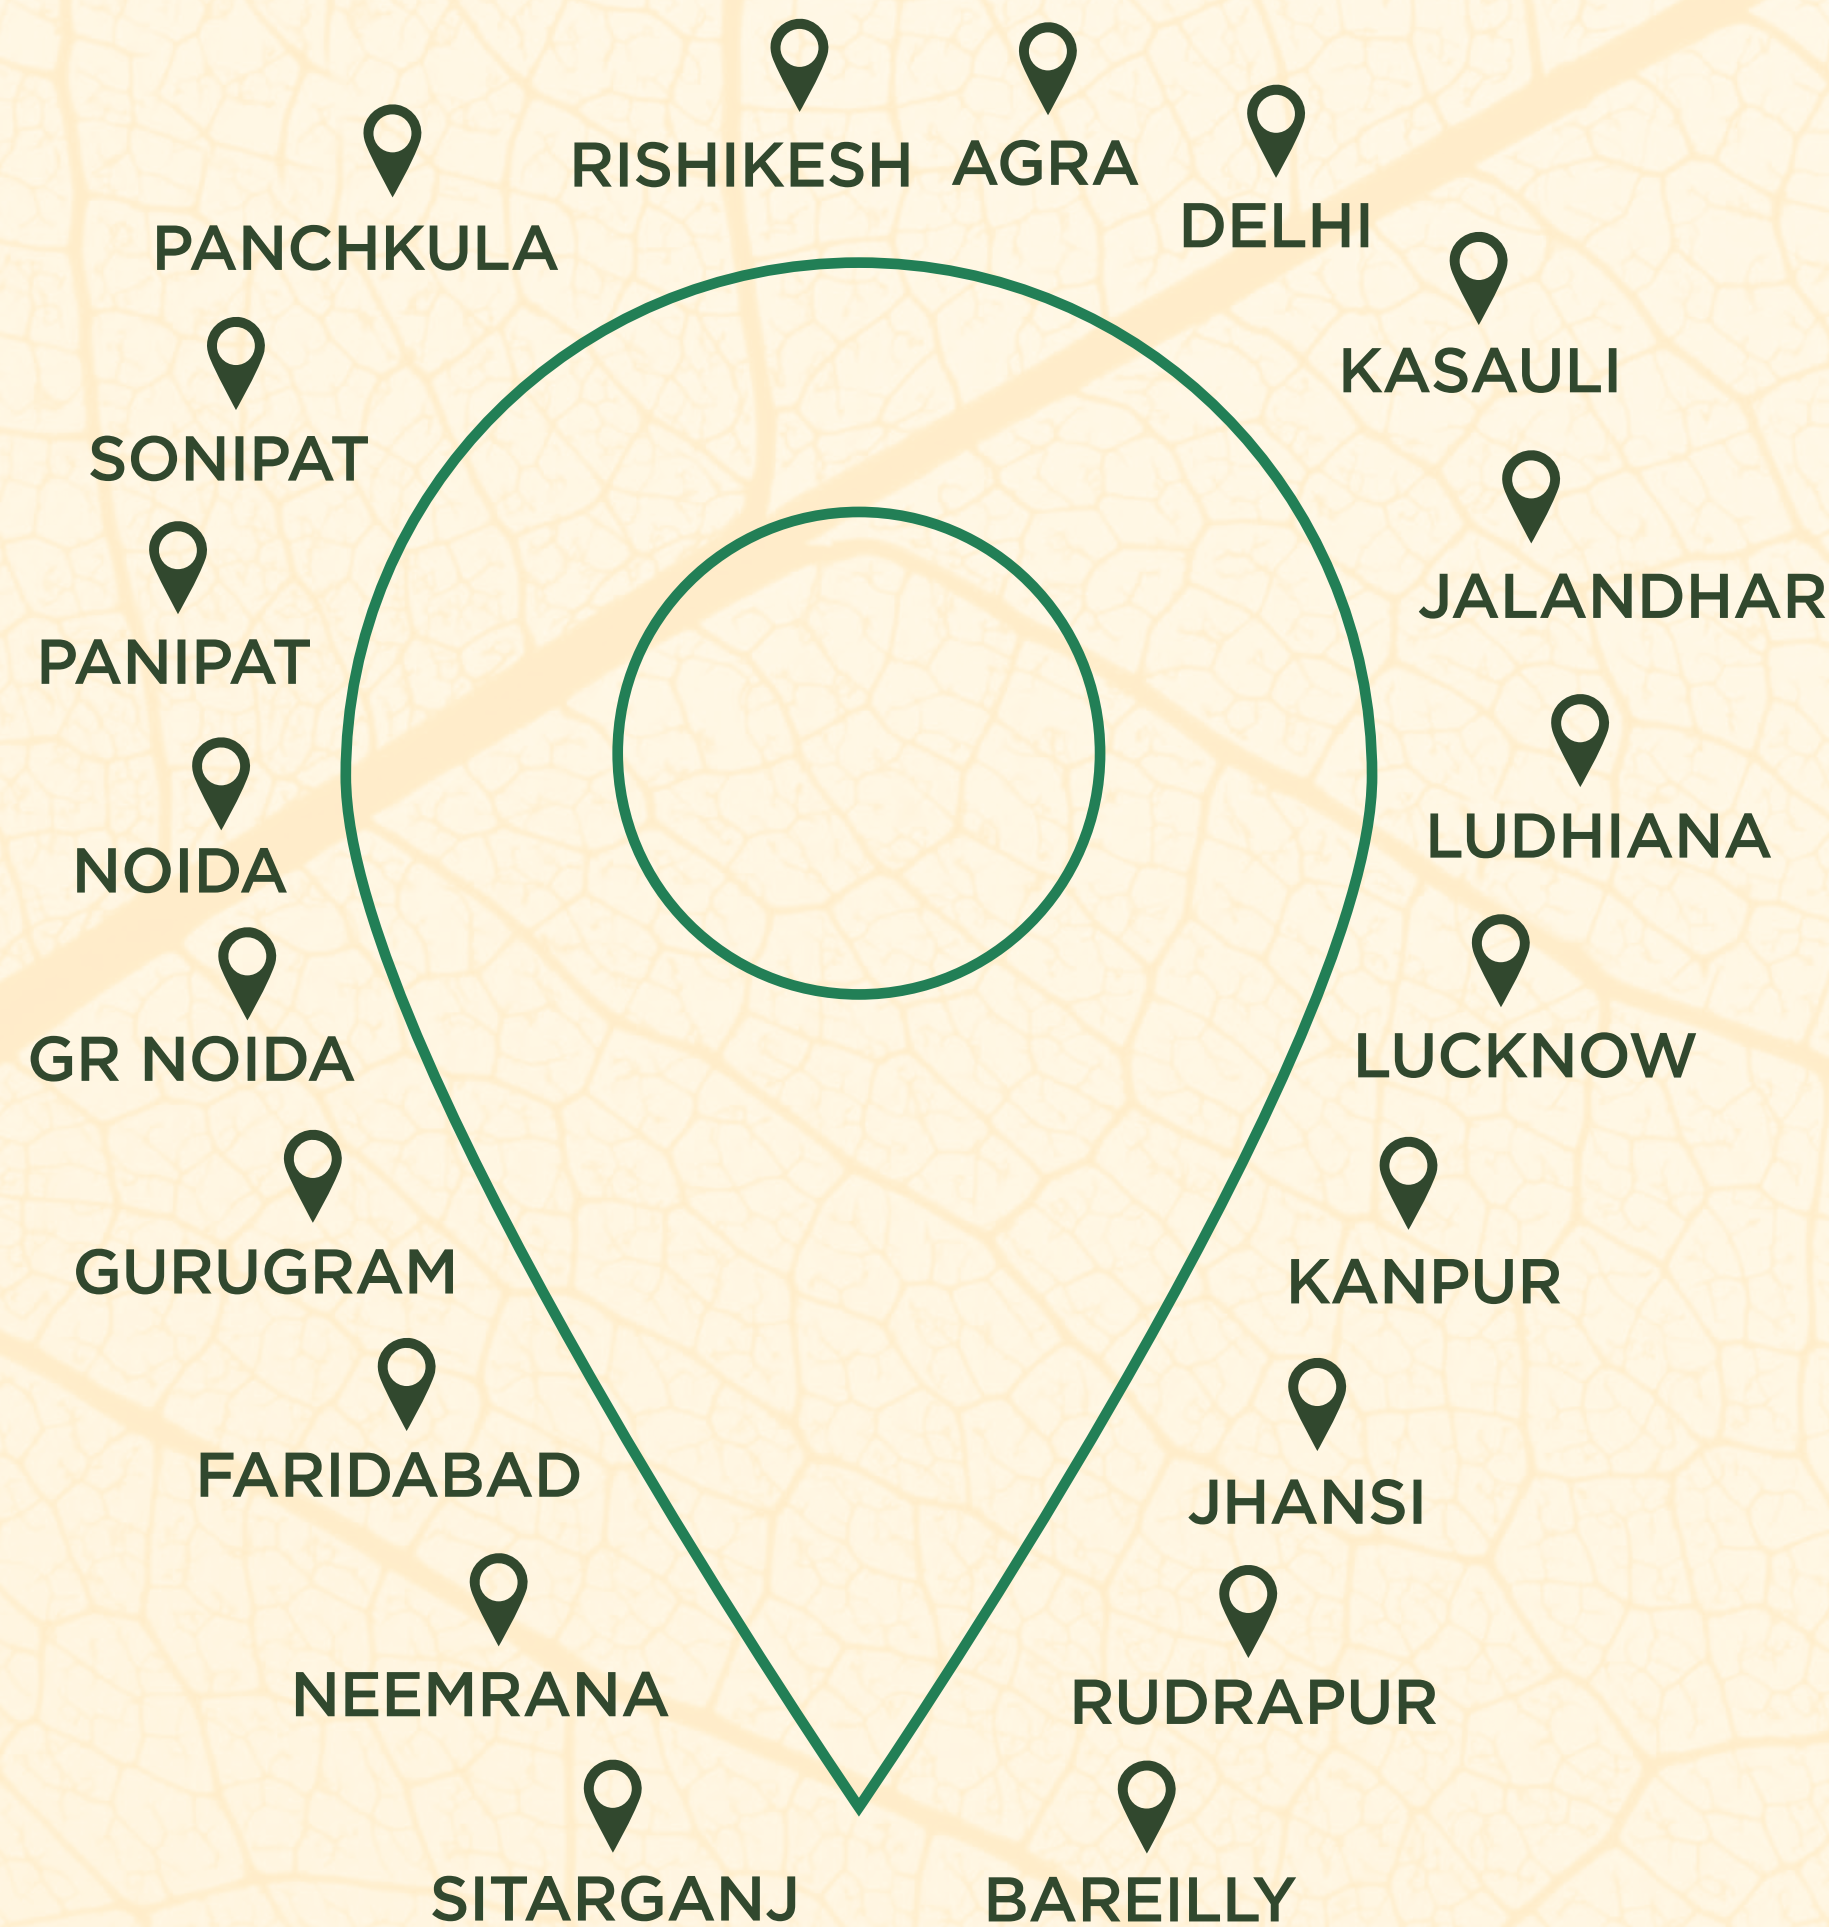 RISHIKESH
AGRA
DELHI
PANCHKULA
KASAULI
SONIPAT
JALANDHAR
PANIPAT
LUDHIANA
NOIDA
LUCKNOW
GR NOIDA
GURUGRAM
KANPUR
FARIDABAD
JHANSI
NEEMRANA
RUDRAPUR
SITARGANJ
BAREILLY